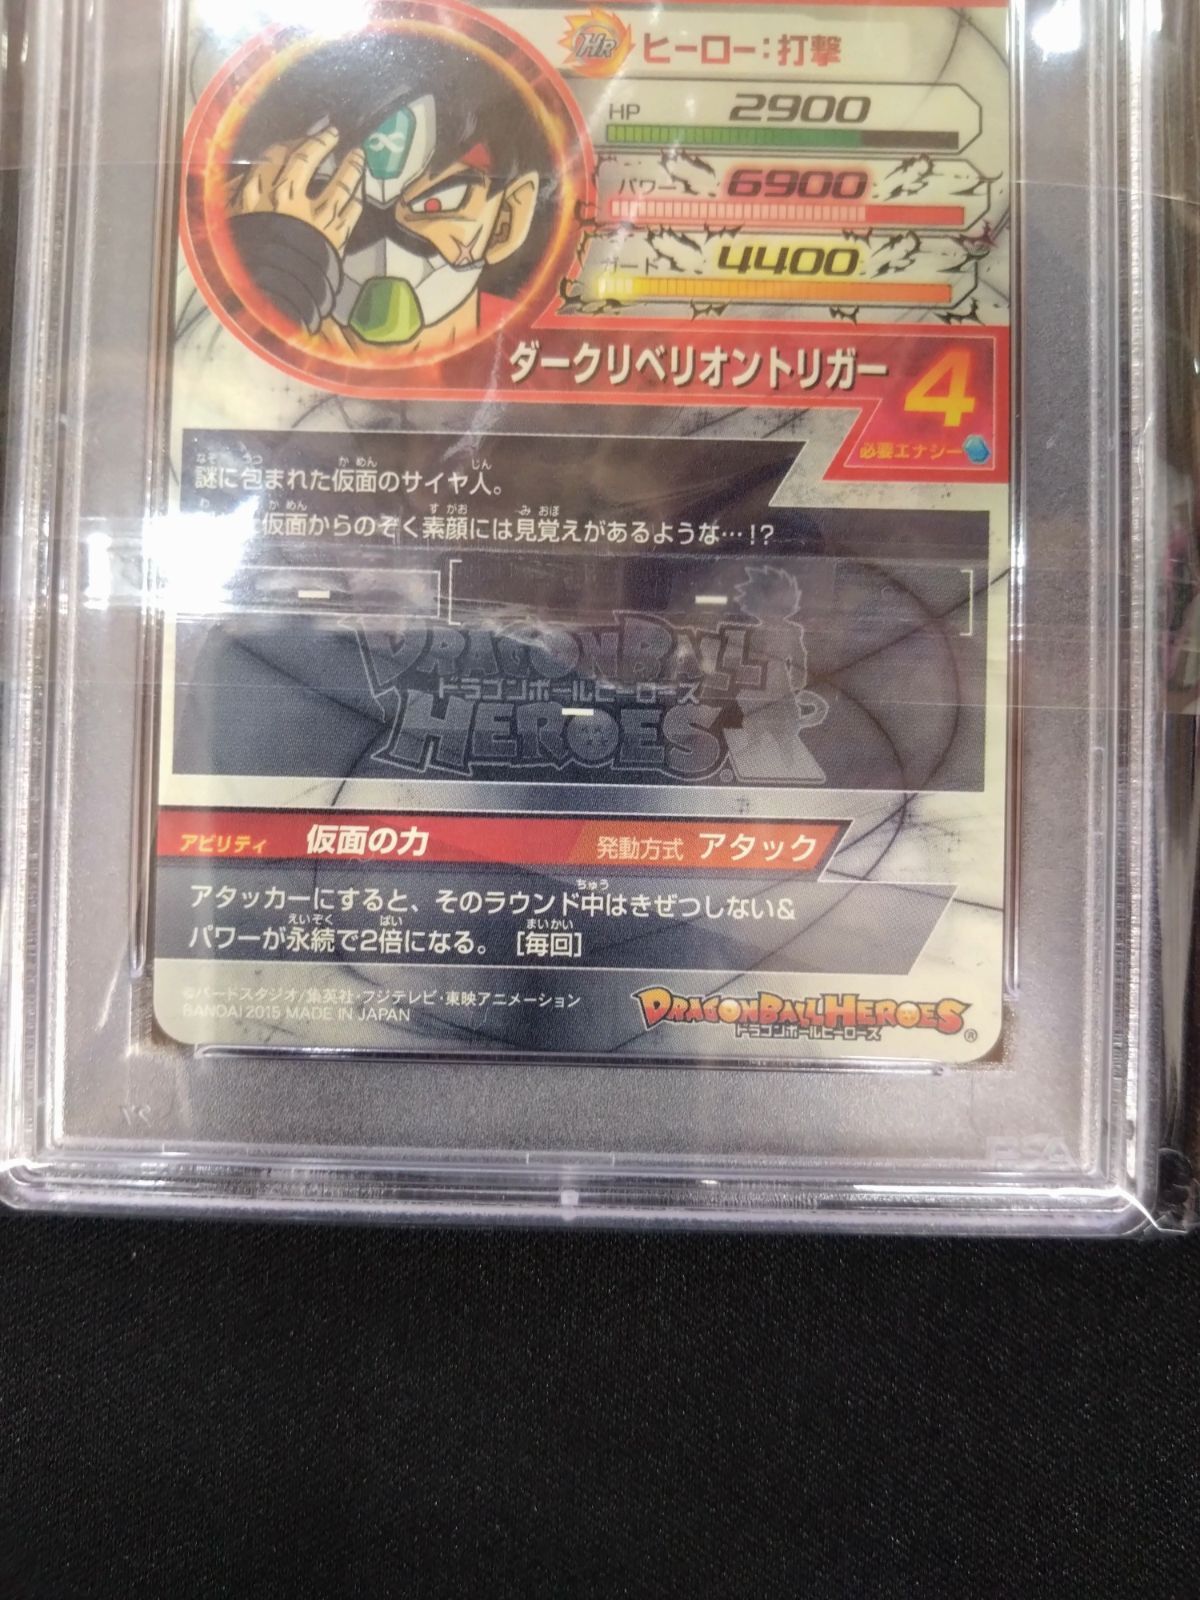 HR ヒーロー：打撃
HP 2900
パワー 6900
ガード 4400
ダークリベリオントリガー
4
必要エナジー
謎に包まれた仮面のサイヤ人。
仮面からのぞく素顔には見覚えがあるような…!?
DRAGON BALL
ドラゴンボールヒーローズ
HEROES
アビリティ 仮面の力 発動方式 アタック
アタッカーにすると、そのラウンド中はきぜつしない&
パワーが永続で2倍になる。 [毎回]
©バードスタジオ/集英社・フジテレビ・東映アニメーション
BANDAI 2015 MADE IN JAPAN
DRAGON BALL HEROES
ドラゴンボールヒーローズ
PSA